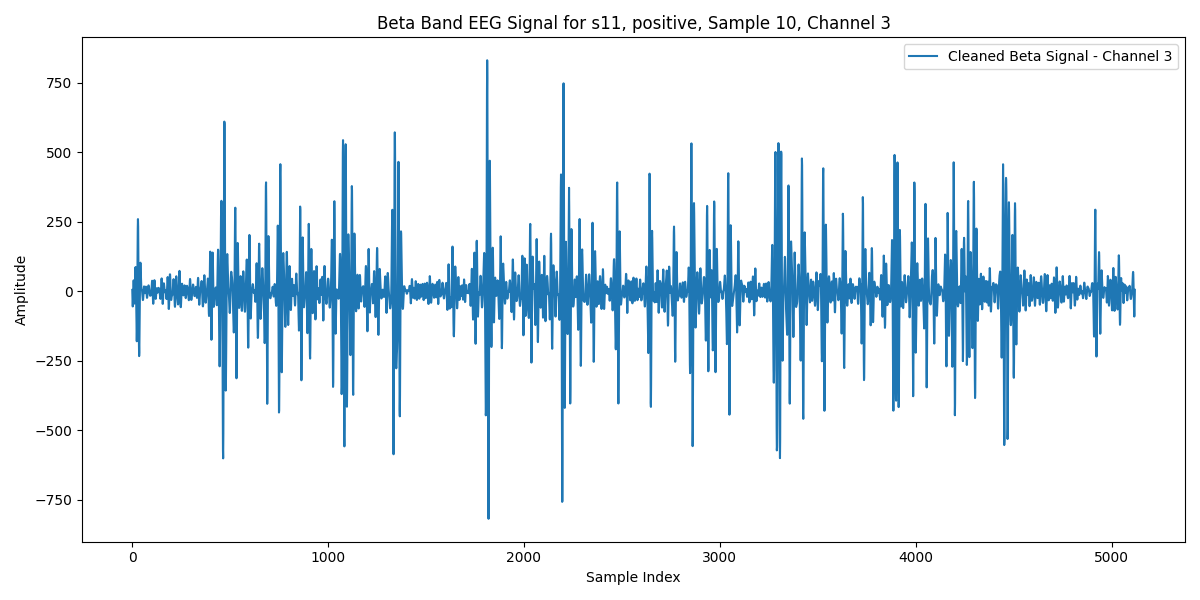 Beta Band EEG Signal for s11, positive, Sample 10, Channel 3
Cleaned Beta Signal - Channel 3
Amplitude
750
500
250
0
−250
−500
−750
0 1000 2000 3000 4000 5000
Sample Index